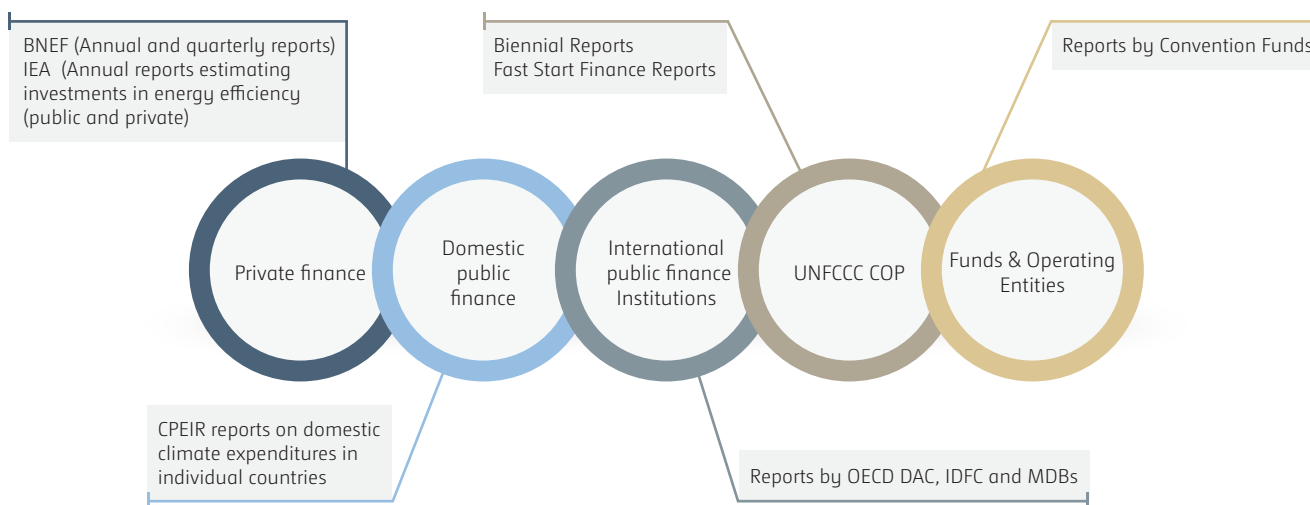 BNEF (Annual and quarterly reports)
IEA  (Annual reports estimating
investments in energy efficiency
(public and private)
Biennial Reports
Fast Start Finance Reports
Reports by Convention Funds
Private finance
Domestic
public
finance
International
public finance
Institutions
UNFCCC COP
Funds & Operating
Entities
CPEIR reports on domestic
climate expenditures in
individual countries
Reports by OECD DAC, IDFC and MDBs